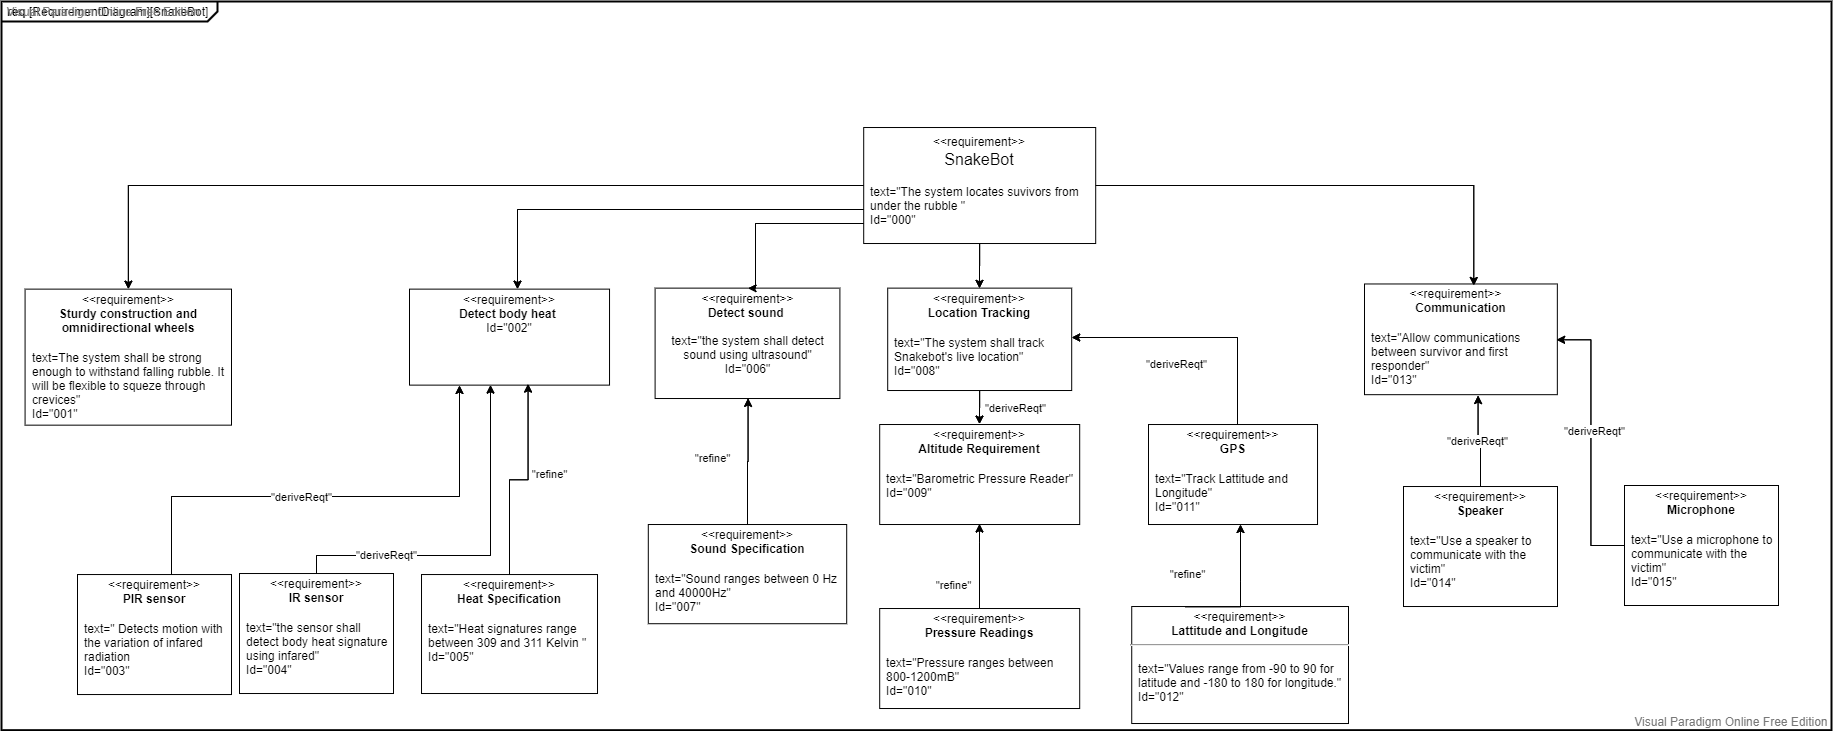 req [RequirementDiagram][SnakeBot]
<<requirement>>
SnakeBot
text="The system locates suvivors from
under the rubble "
Id="000"
<<requirement>>
Sturdy construction and
omnidirectional wheels
text=The system shall be strong
enough to withstand falling rubble. It
will be flexible to squeze through
crevices"
Id="001"
<<requirement>>
Detect body heat
Id="002"
<<requirement>>
Detect sound
text="the system shall detect
sound using ultrasound"
Id="006"
<<requirement>>
Location Tracking
text="The system shall track
Snakebot's live location"
Id="008"
<<requirement>>
Communication
text="Allow communications
between survivor and first
responder"
Id="013"
"deriveReqt"
"deriveReqt"
"deriveReqt"
"deriveReqt"
"refine"
"refine"
"deriveReqt"
"deriveReqt"
"refine"
"refine"
<<requirement>>
Altitude Requirement
text="Barometric Pressure Reader"
Id="009"
<<requirement>>
GPS
text="Track Lattitude and
Longitude"
Id="011"
<<requirement>>
Speaker
text="Use a speaker to
communicate with the
victim"
Id="014"
<<requirement>>
Microphone
text="Use a microphone to
communicate with the
victim"
Id="015"
<<requirement>>
Sound Specification
text="Sound ranges between 0 Hz
and 40000Hz"
Id="007"
<<requirement>>
PIR sensor
text=" Detects motion with
the variation of infared
radiation
Id="003"
<<requirement>>
IR sensor
text="the sensor shall
detect body heat signature
using infared"
Id="004"
<<requirement>>
Heat Specification
text="Heat signatures range
between 309 and 311 Kelvin "
Id="005"
<<requirement>>
Pressure Readings
text="Pressure ranges between
800-1200mB"
Id="010"
<<requirement>>
Lattitude and Longitude
text="Values range from -90 to 90 for
latitude and -180 to 180 for longitude."
Id="012"
Visual Paradigm Online Free Edition